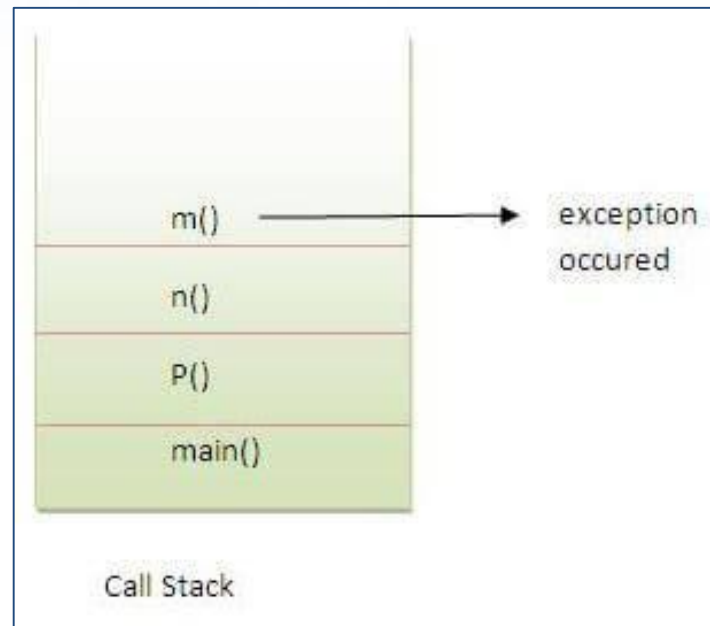 m()
exception
occured
n()
P()
main()
Call Stack